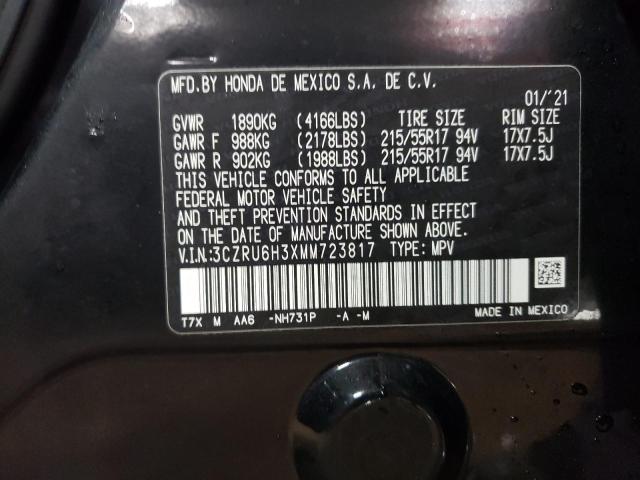 MFD.BY HONDA DE MEXICO S.A. DE C.V.
01/'21
GVWR 1890KG (4166LBS) TIRE SIZE RIM SIZE
GAWR F 988KG (2178LBS) 215/55R17 94V 17X7.5J
GAWR R 902KG (1988LBS) 215/55R17 94V 17X7.5J
THIS VEHICLE CONFORMS TO ALL APPLICABLE
FEDERAL MOTOR VEHICLE SAFETY
AND THEFT PREVENTION STANDARDS IN EFFECT
ON THE DATE OF MANUFACTURE SHOWN ABOVE.
V.I.N:3CZRU6H3XMM723817 TYPE: MPV
T7X M AA6 -NH731P -A -M
MADE IN MEXICO